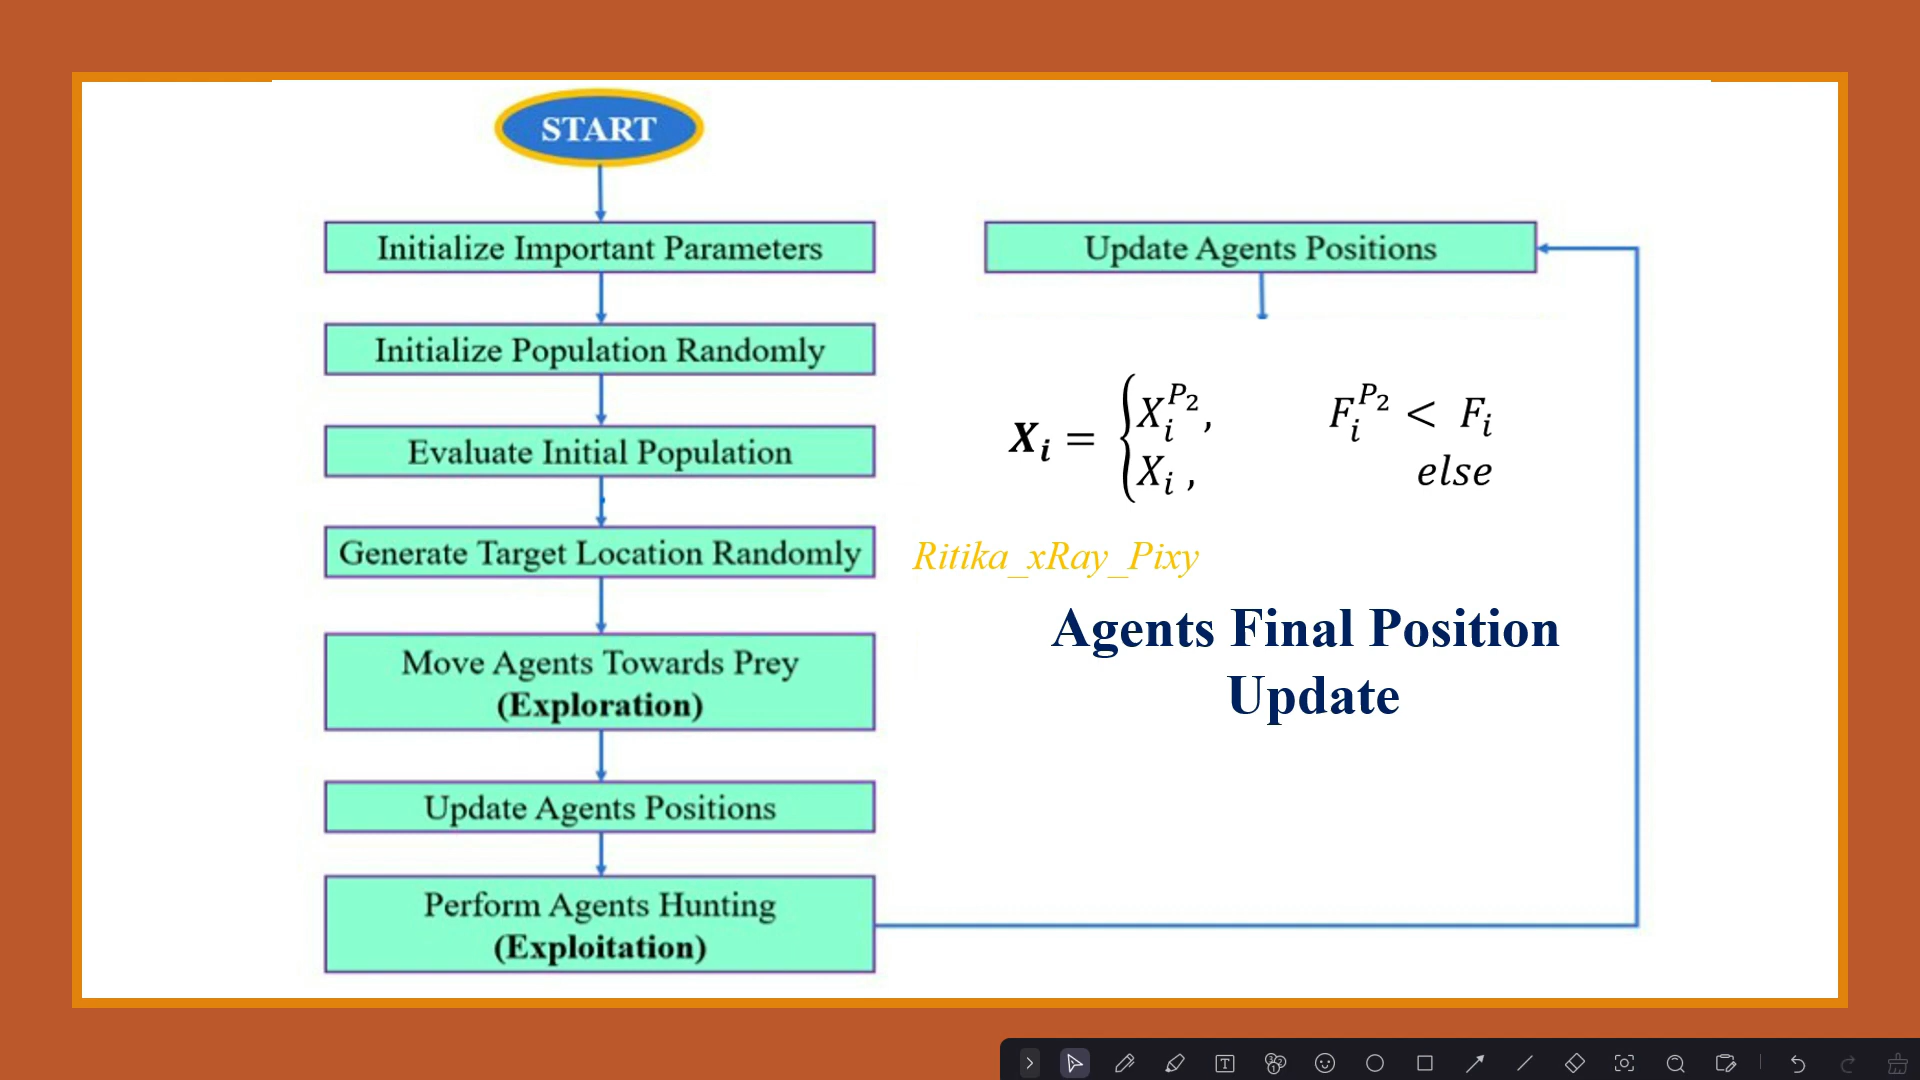 START
Initialize Important Parameters
Initialize Population Randomly
Evaluate Initial Population
Generate Target Location Randomly
Move Agents Towards Prey
(Exploration)
Update Agents Positions
Perform Agents Hunting
(Exploitation)
Update Agents Positions
X_i = { X_i^{P_2}, F_i^{P_2} < F_i
X_i , else
Ritika_xRay_Pixy
Agents Final Position
Update